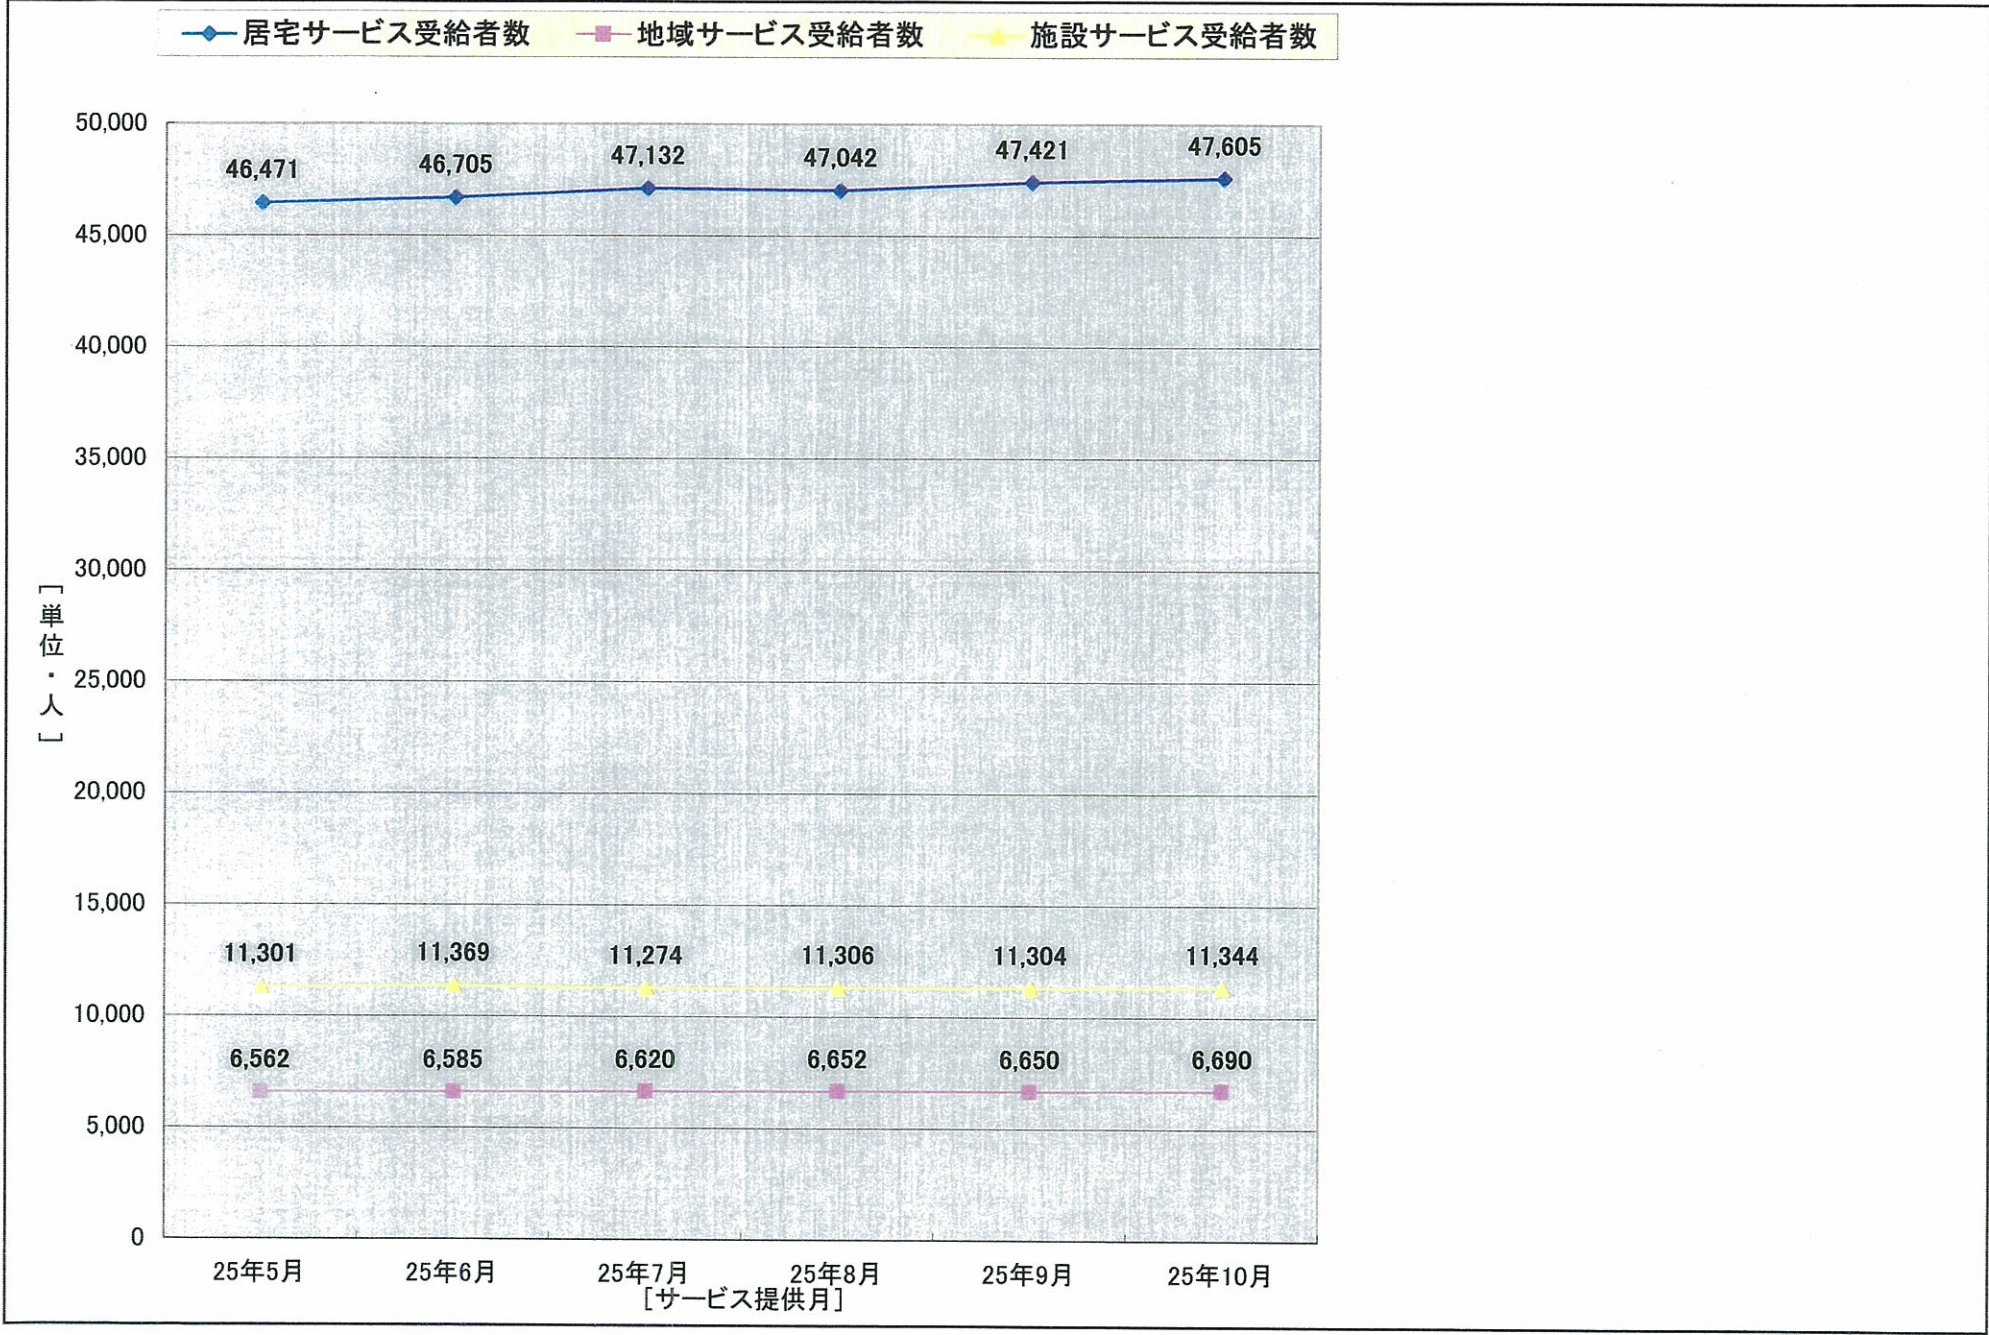 居宅サービス受給者数 地域サービス受給者数 施設サービス受給者数
50,000
46,471 46,705 47,132 47,042 47,421 47,605
45,000
40,000
35,000
30,000
[単位・人]
25,000
20,000
15,000
11,301 11,369 11,274 11,306 11,304 11,344
10,000
6,562 6,585 6,620 6,652 6,650 6,690
5,000
0
25年5月 25年6月 25年7月 25年8月 25年9月 25年10月
[サービス提供月]